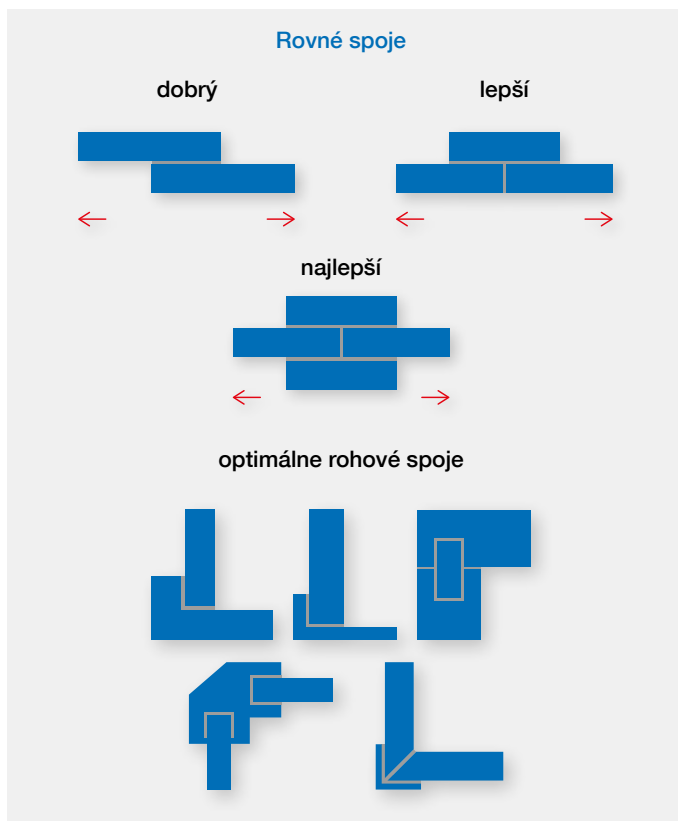 Rovné spoje
dobrý
lepší
najlepší
optimálne rohové spoje